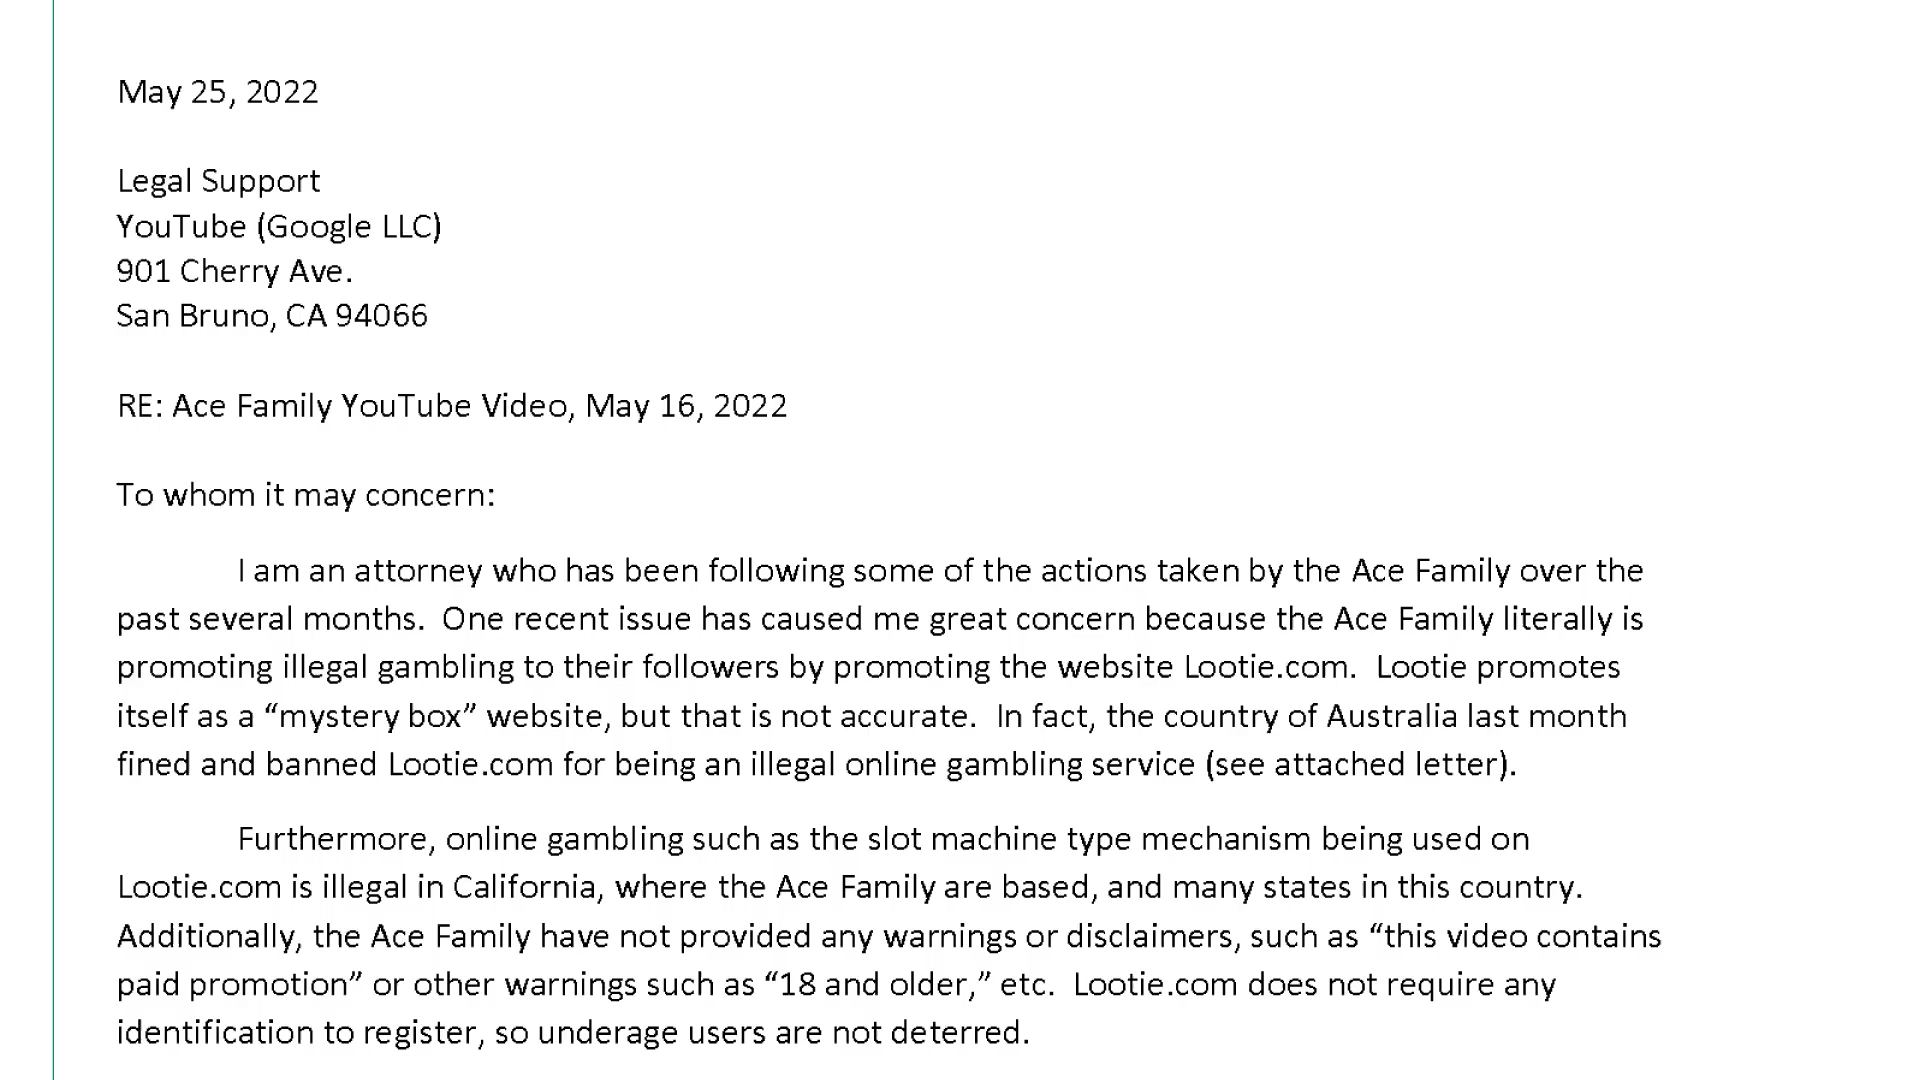 May 25, 2022
Legal Support
YouTube (Google LLC)
901 Cherry Ave.
San Bruno, CA 94066
RE: Ace Family YouTube Video, May 16, 2022
To whom it may concern:
I am an attorney who has been following some of the actions taken by the Ace Family over the
past several months.  One recent issue has caused me great concern because the Ace Family literally is
promoting illegal gambling to their followers by promoting the website Lootie.com.  Lootie promotes
itself as a “mystery box” website, but that is not accurate.  In fact, the country of Australia last month
fined and banned Lootie.com for being an illegal online gambling service (see attached letter).
Furthermore, online gambling such as the slot machine type mechanism being used on
Lootie.com is illegal in California, where the Ace Family are based, and many states in this country.
Additionally, the Ace Family have not provided any warnings or disclaimers, such as “this video contains
paid promotion” or other warnings such as “18 and older,” etc.  Lootie.com does not require any
identification to register, so underage users are not deterred.